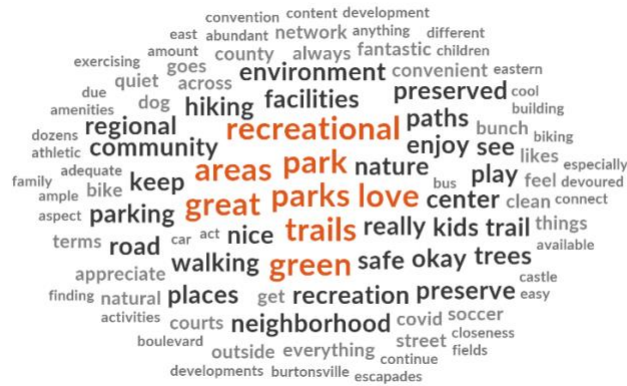 convention content development
east abundant network anything different
amount county always fantastic children
exercising goes environment convenient eastern
quiet across preserved cool
due dog hiking facilities building
amenities regional recreational paths bunch biking
dozens community enjoy see likes
athletic areas park nature especially
adequate keep bus play feel devoured
family bike parks love center clean connect
ample great
aspect parking trails really kids trail things
terms road car act nice available
walking green safe okay trees
appreciate castle
finding natural places get recreation preserve easy
activities courts neighborhood covid soccer
boulevard street closeness
outside everything continue fields
developments burtonsville escapades